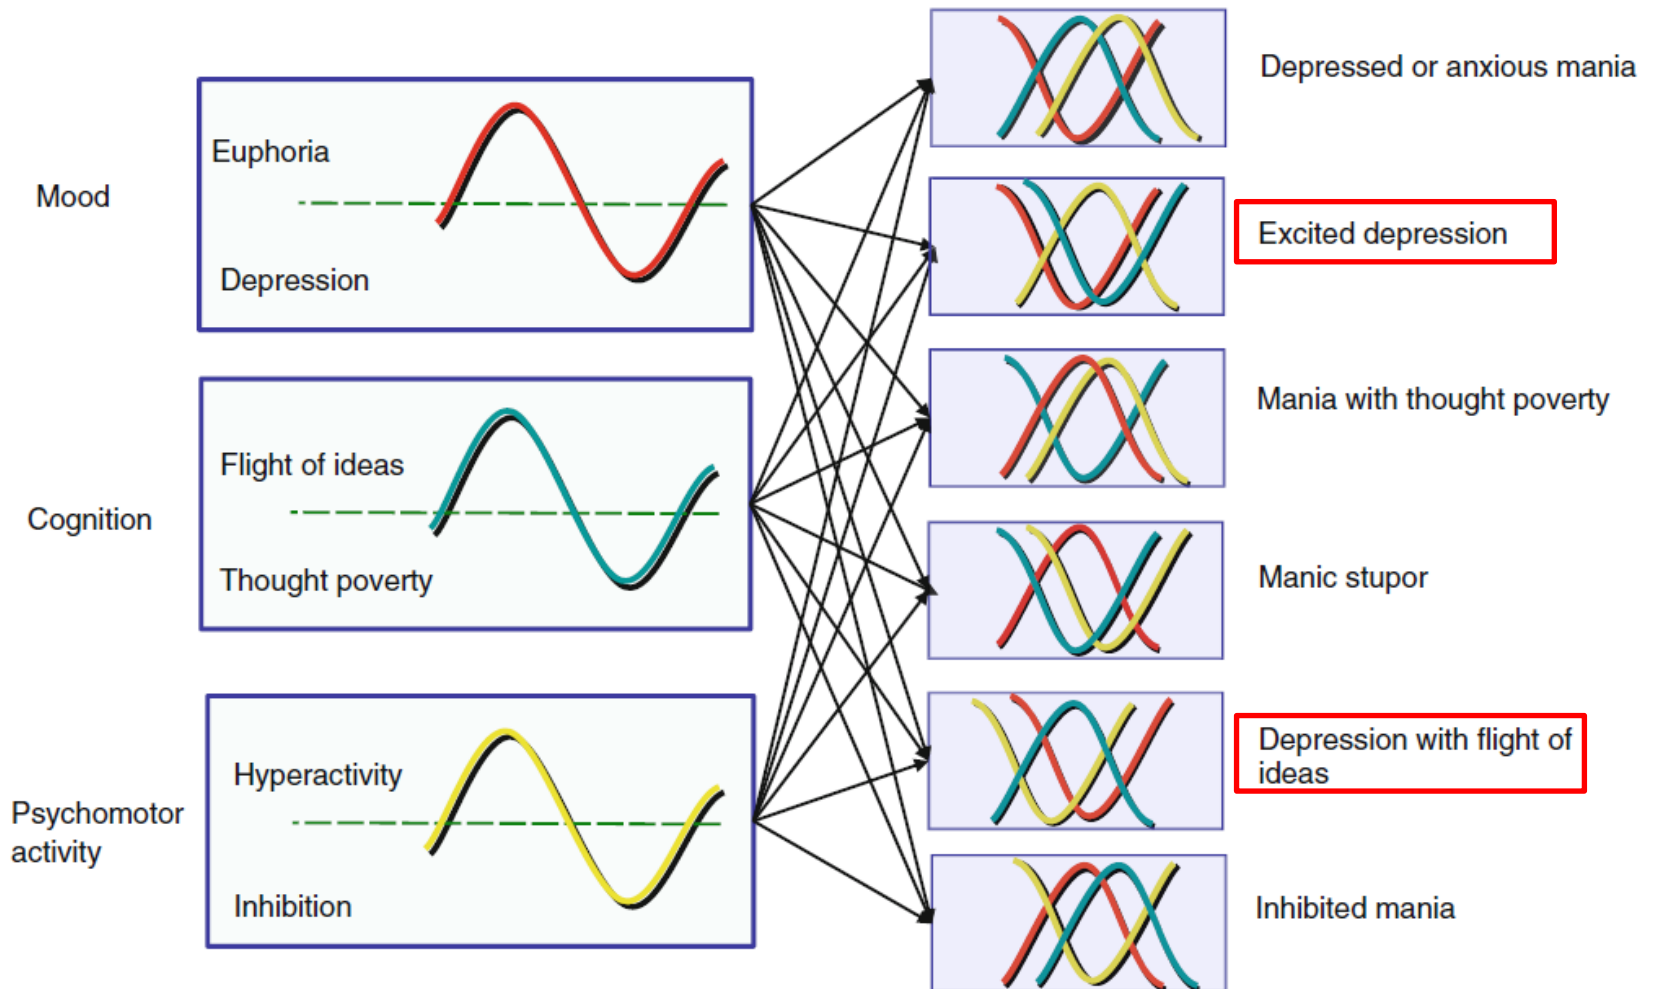 Mood
Euphoria
Depression
Cognition
Flight of ideas
Thought poverty
Psychomotor
activity
Hyperactivity
Inhibition
Depressed or anxious mania
Excited depression
Mania with thought poverty
Manic stupor
Depression with flight of
ideas
Inhibited mania